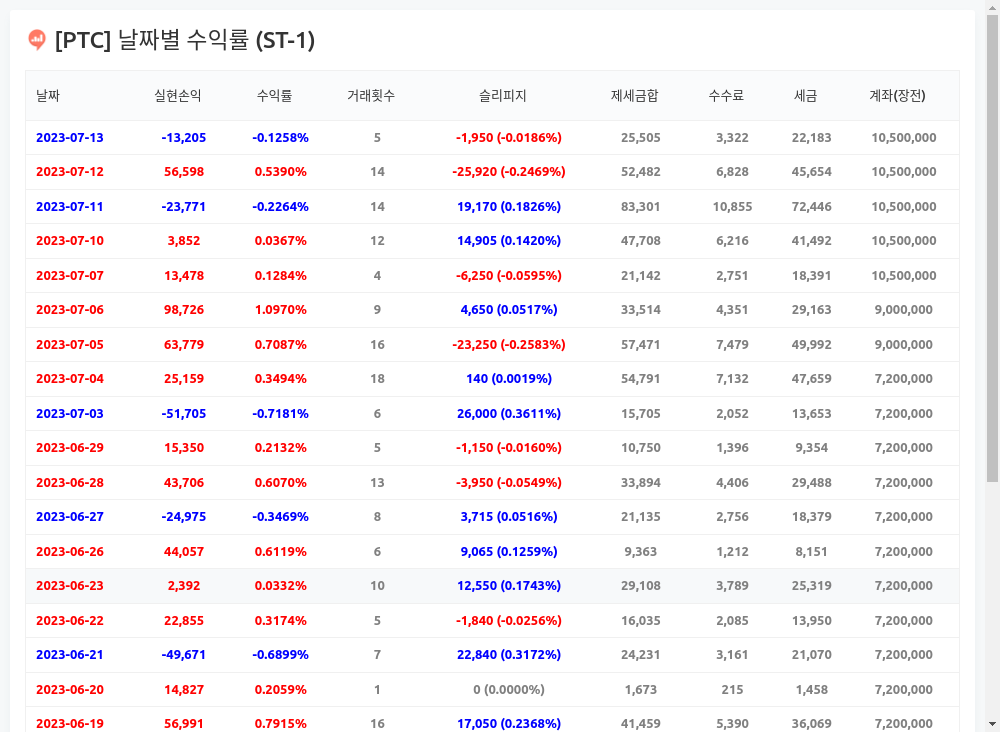 [PTC] 날짜별 수익률 (ST-1)
날짜 실현손익 수익률 거래횟수 슬리피지 제세금합 수수료 세금 계좌(장전)
2023-07-13 -13,205 -0.1258% 5 -1,950 (-0.0186%) 25,505 3,322 22,183 10,500,000
2023-07-12 56,598 0.5390% 14 -25,920 (-0.2469%) 52,482 6,828 45,654 10,500,000
2023-07-11 -23,771 -0.2264% 14 19,170 (0.1826%) 83,301 10,855 72,446 10,500,000
2023-07-10 3,852 0.0367% 12 14,905 (0.1420%) 47,708 6,216 41,492 10,500,000
2023-07-07 13,478 0.1284% 4 -6,250 (-0.0595%) 21,142 2,751 18,391 10,500,000
2023-07-06 98,726 1.0970% 9 4,650 (0.0517%) 33,514 4,351 29,163 9,000,000
2023-07-05 63,779 0.7087% 16 -23,250 (-0.2583%) 57,471 7,479 49,992 9,000,000
2023-07-04 25,159 0.3494% 18 140 (0.0019%) 54,791 7,132 47,659 7,200,000
2023-07-03 -51,705 -0.7181% 6 26,000 (0.3611%) 15,705 2,052 13,653 7,200,000
2023-06-29 15,350 0.2132% 5 -1,150 (-0.0160%) 10,750 1,396 9,354 7,200,000
2023-06-28 43,706 0.6070% 13 -3,950 (-0.0549%) 33,894 4,406 29,488 7,200,000
2023-06-27 -24,975 -0.3469% 8 3,715 (0.0516%) 21,135 2,756 18,379 7,200,000
2023-06-26 44,057 0.6119% 6 9,065 (0.1259%) 9,363 1,212 8,151 7,200,000
2023-06-23 2,392 0.0332% 10 12,550 (0.1743%) 29,108 3,789 25,319 7,200,000
2023-06-22 22,855 0.3174% 5 -1,840 (-0.0256%) 16,035 2,085 13,950 7,200,000
2023-06-21 -49,671 -0.6899% 7 22,840 (0.3172%) 24,231 3,161 21,070 7,200,000
2023-06-20 14,827 0.2059% 1 0 (0.0000%) 1,673 215 1,458 7,200,000
2023-06-19 56,991 0.7915% 16 17,050 (0.2368%) 41,459 5,390 36,069 7,200,000